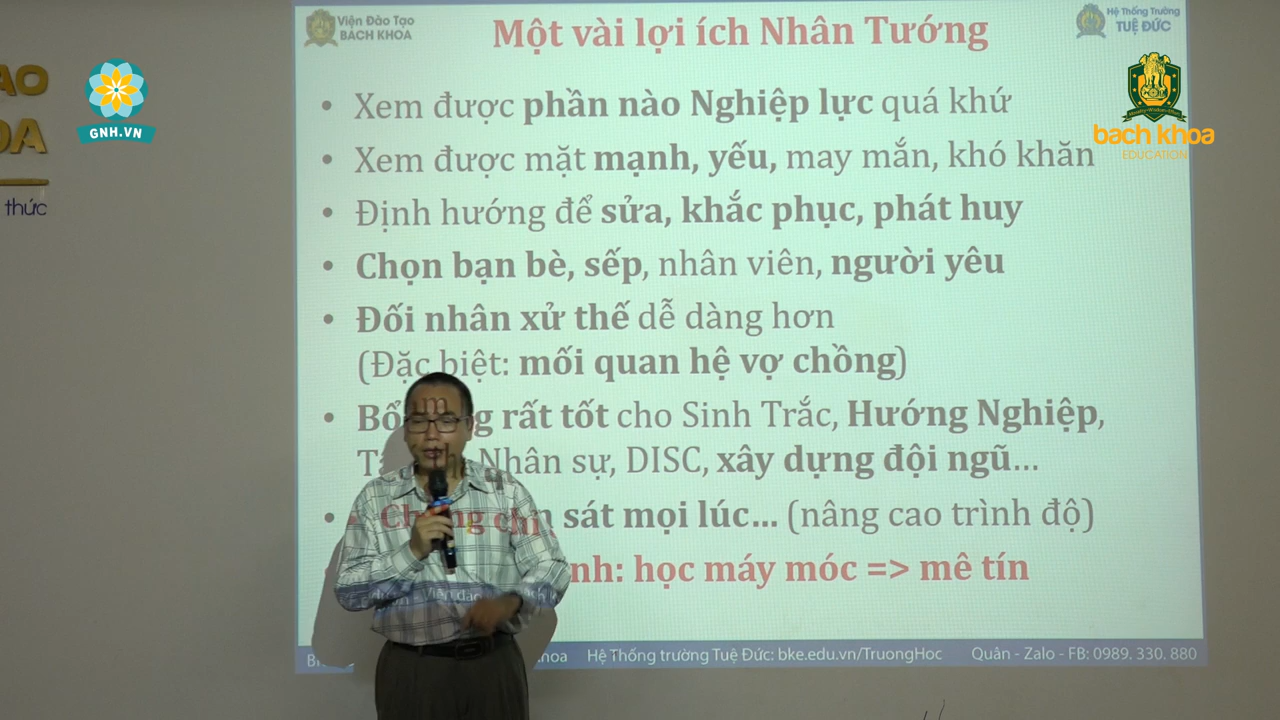 Viện Đào Tạo
BÁCH KHOA
Một vài lợi ích Nhân Tướng
Hệ Thống Trường
TUỆ ĐỨC
GNH.VN
bach khoa
EDUCATION
thức
• Xem được phần nào Nghiệp lực quá khứ
• Xem được mặt mạnh, yếu, may mắn, khó khăn
• Định hướng để sửa, khắc phục, phát huy
• Chọn bạn bè, sếp, nhân viên, người yêu
• Đối nhân xử thế dễ dàng hơn
(Đặc biệt: mối quan hệ vợ chồng)
• rất tốt cho Sinh Trắc, Hướng Nghiệp,
Nhân sự, DISC, xây dựng đội ngũ...
• sát mọi lúc... (nâng cao trình độ)
học máy móc => mê tín
Hệ Thống trường Tuệ Đức: bke.edu.vn/TruongHoc Quân - Zalo - FB: 0989. 330. 880